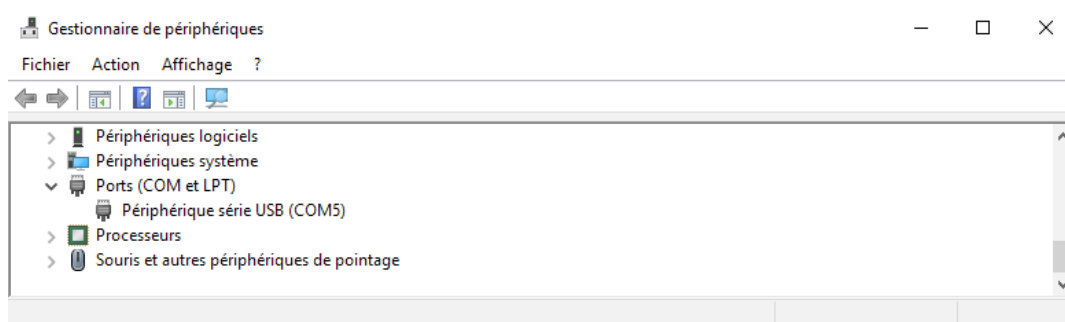 Gestionnaire de périphériques
Fichier Action Affichage ?
Périphériques logiciels
Périphériques système
Ports (COM et LPT)
Périphérique série USB (COM5)
Processeurs
Souris et autres périphériques de pointage